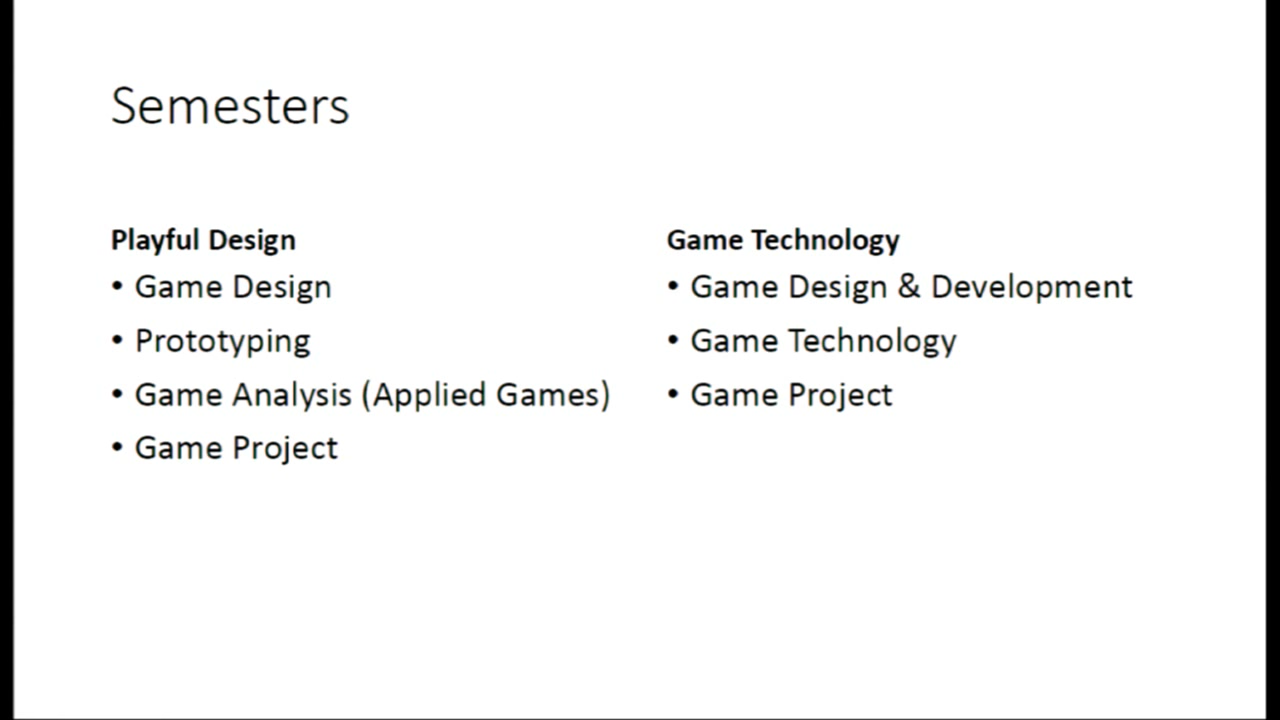 Semesters
Playful Design
• Game Design
• Prototyping
• Game Analysis (Applied Games)
• Game Project
Game Technology
• Game Design & Development
• Game Technology
• Game Project